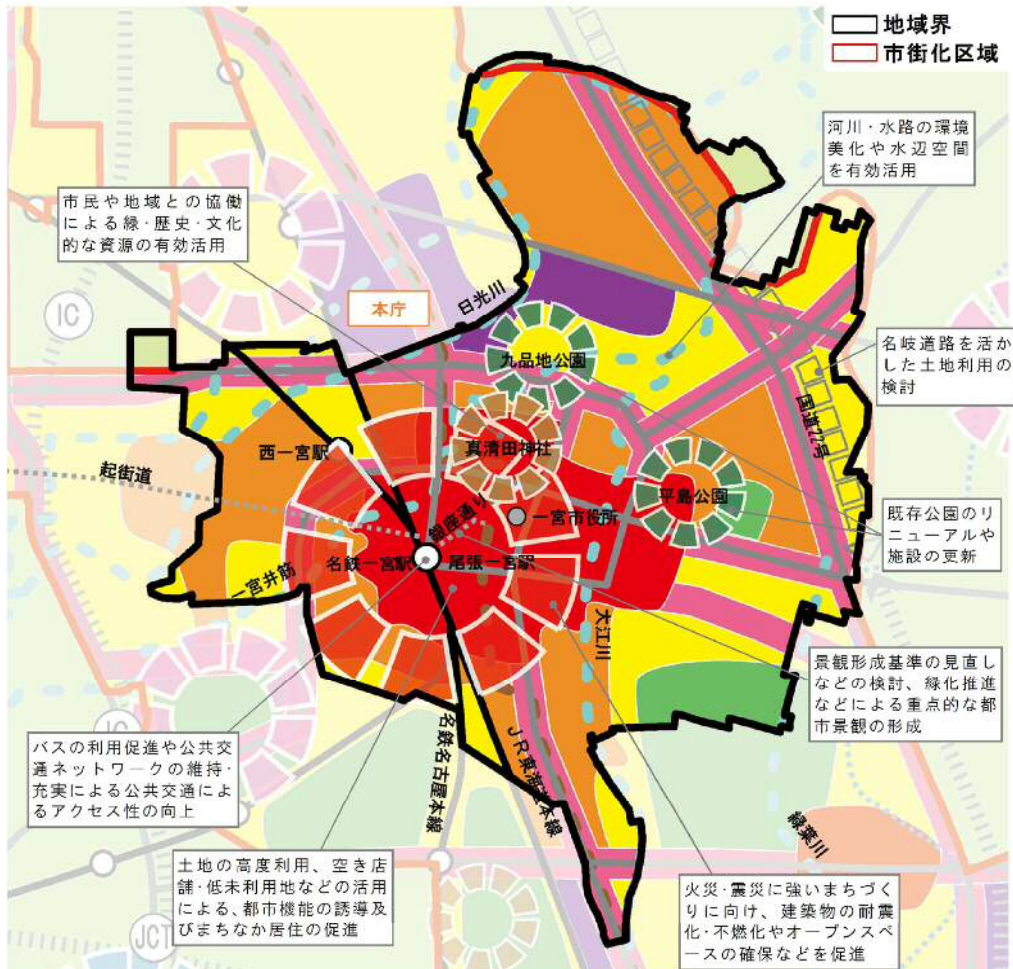 地域界
市街化区域
河川・水路の環境
美化や水辺空間
を有効活用
市民や地域との協働
による緑・歴史・文化
的な資源の有効活用
本庁
日光川
IC
九品地公園
名岐道路を活か
した土地利用の
検討
国道22号
西一宮駅
真清田神社
起街道
平島公園
銀座通り
一宮市役所
既存公園のリ
ニューアルや
施設の更新
名鉄一宮駅
尾張一宮駅
一宮井筋
大江川
景観形成基準の見直し
などの検討、緑化推進
などによる重点的な都
市景観の形成
IC
バスの利用促進や公共交
通ネットワークの維持・
充実による公共交通によ
るアクセス性の向上
名鉄名古屋本線
JR東海道本線
緑葉川
土地の高度利用、空き店
舗・低未利用地などの活用
による、都市機能の誘導及
びまちなか居住の促進
火災・震災に強いまちづく
りに向け、建築物の耐震
化・不燃化やオープンスペ
ースの確保などを促進
JCT